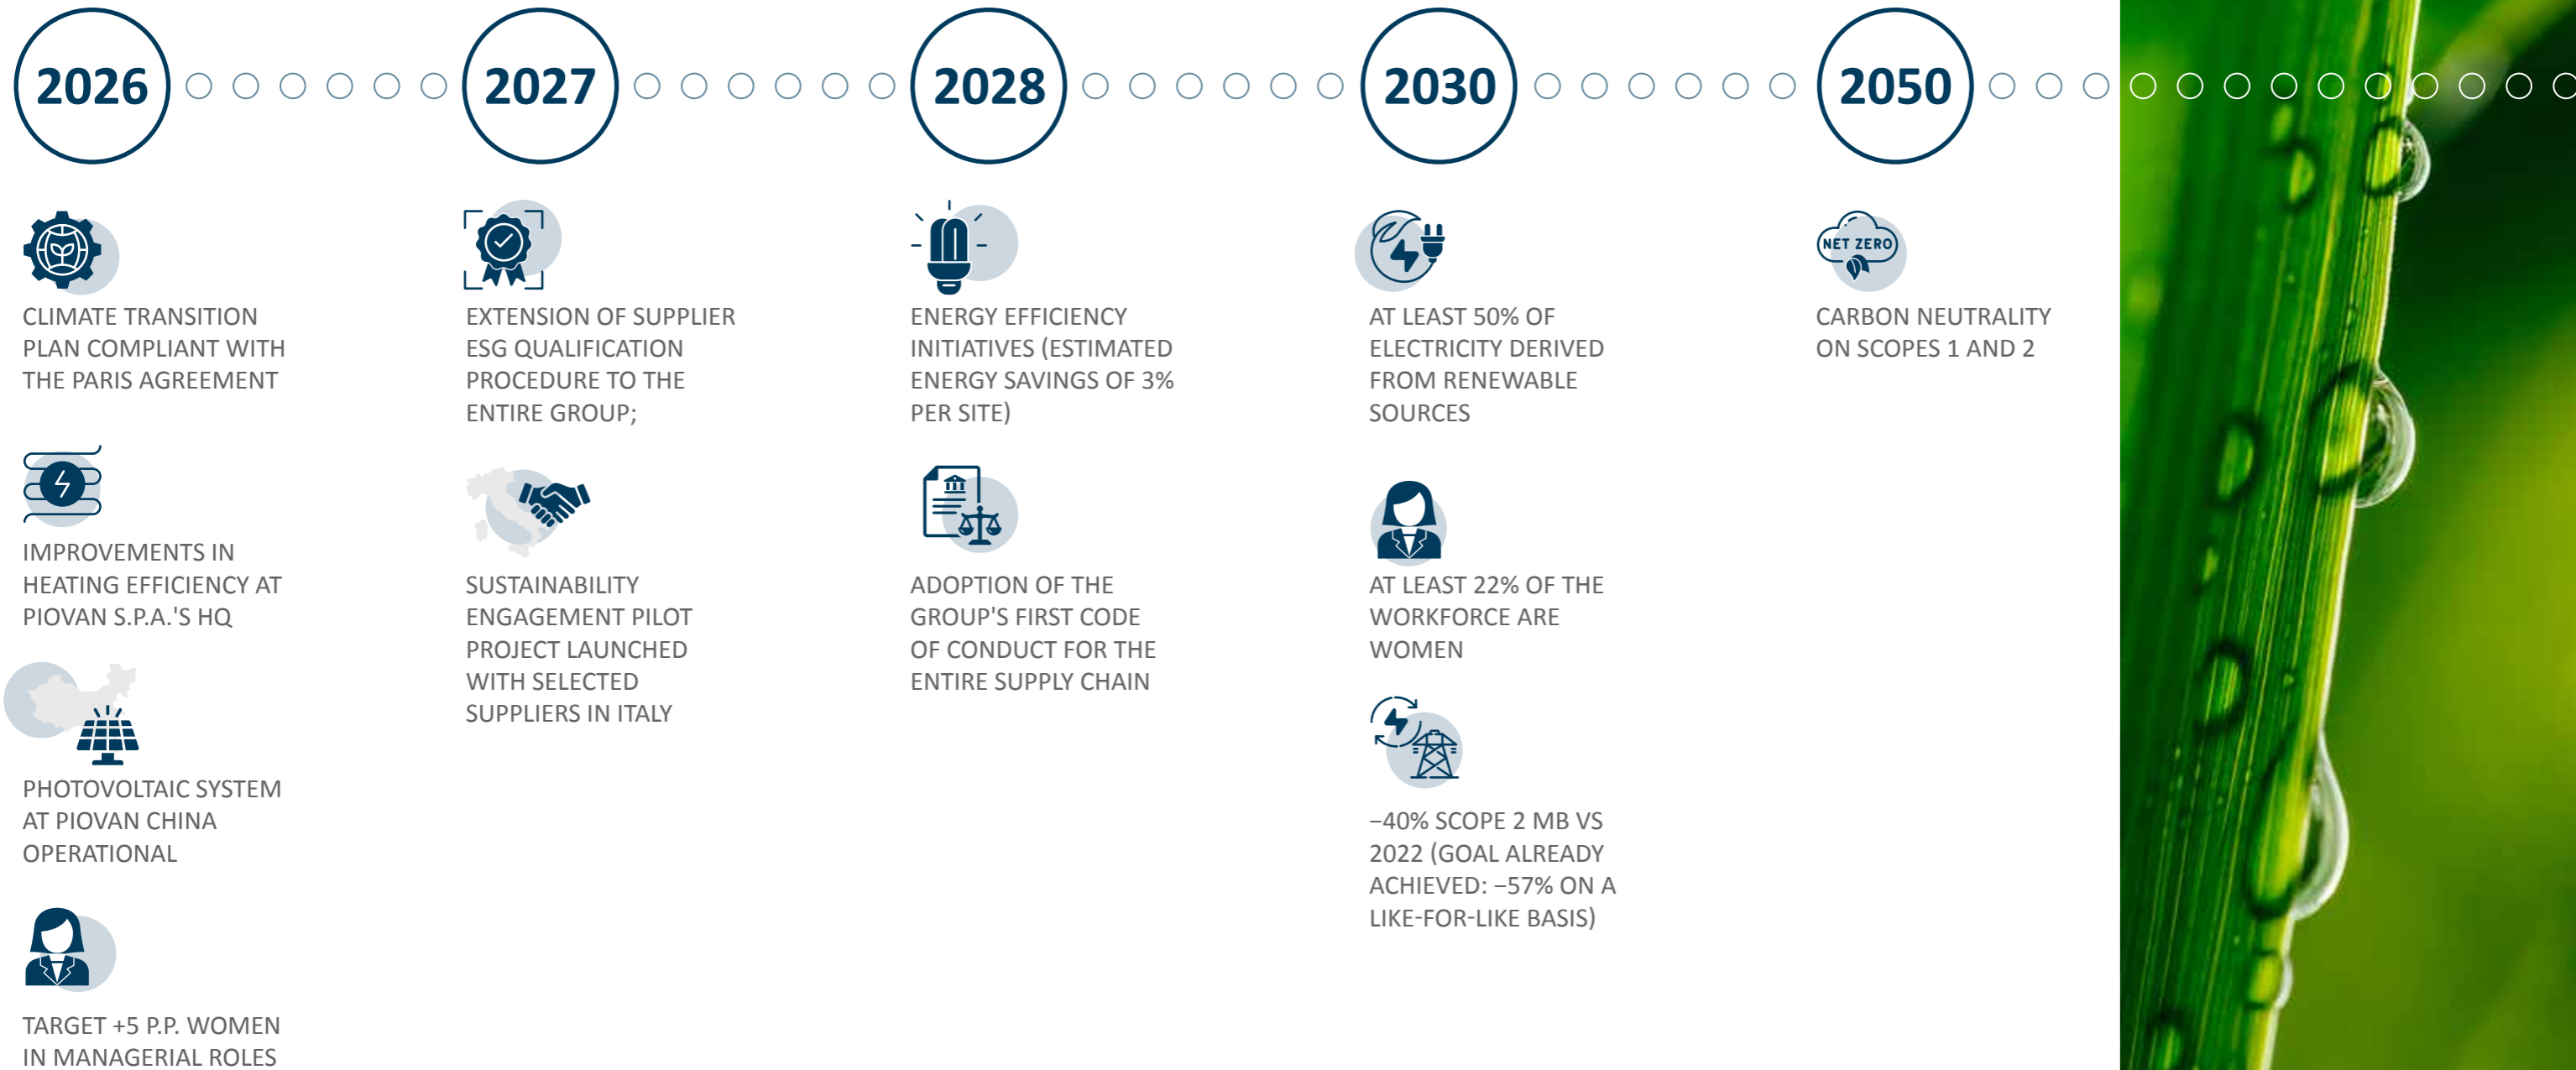 2026
2027
2028
2030
2050
CLIMATE TRANSITION
PLAN COMPLIANT WITH
THE PARIS AGREEMENT
IMPROVEMENTS IN
HEATING EFFICIENCY AT
PIOVAN S.P.A.'S HQ
PHOTOVOLTAIC SYSTEM
AT PIOVAN CHINA
OPERATIONAL
TARGET +5 P.P. WOMEN
IN MANAGERIAL ROLES
EXTENSION OF SUPPLIER
ESG QUALIFICATION
PROCEDURE TO THE
ENTIRE GROUP;
SUSTAINABILITY
ENGAGEMENT PILOT
PROJECT LAUNCHED
WITH SELECTED
SUPPLIERS IN ITALY
ENERGY EFFICIENCY
INITIATIVES (ESTIMATED
ENERGY SAVINGS OF 3%
PER SITE)
ADOPTION OF THE
GROUP'S FIRST CODE
OF CONDUCT FOR THE
ENTIRE SUPPLY CHAIN
AT LEAST 50% OF
ELECTRICITY DERIVED
FROM RENEWABLE
SOURCES
AT LEAST 22% OF THE
WORKFORCE ARE
WOMEN
−40% SCOPE 2 MB VS
2022 (GOAL ALREADY
ACHIEVED: −57% ON A
LIKE-FOR-LIKE BASIS)
NET ZERO
CARBON NEUTRALITY
ON SCOPES 1 AND 2